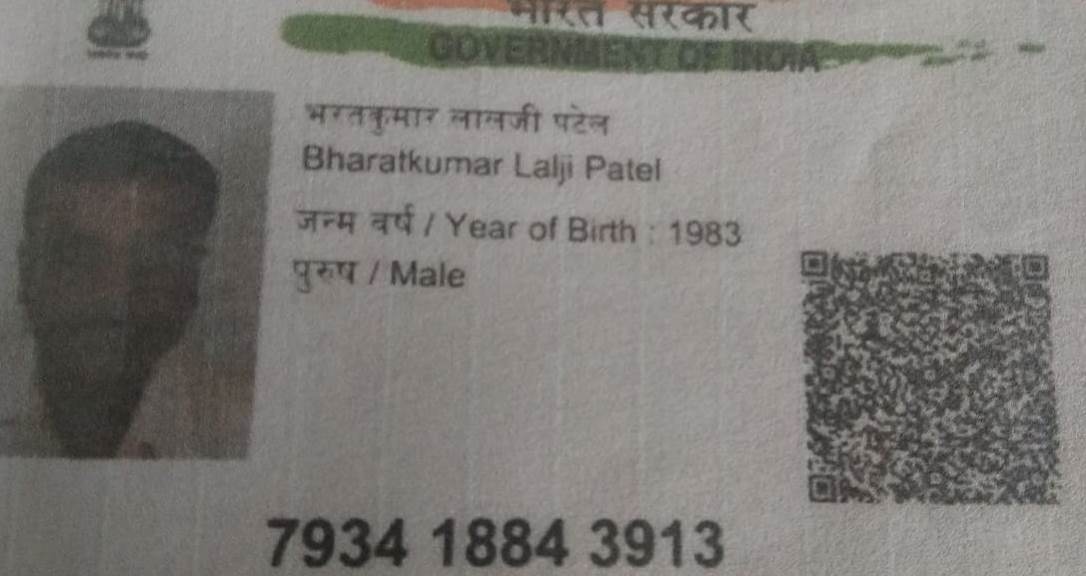 भारत सरकार
GOVERNMENT OF INDIA
भरतकुमार लालजी पटेल
Bharatkumar Lalji Patel
जन्म वर्ष / Year of Birth : 1983
पुरुष / Male
7934 1884 3913